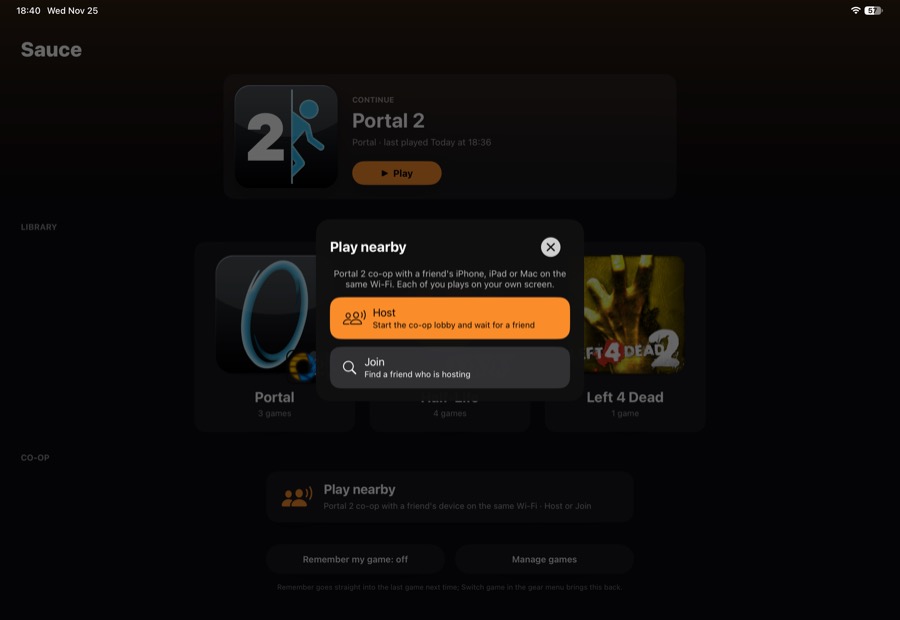 18:40 Wed Nov 25
57
Sauce
CONTINUE
Portal 2
Portal · last played Today at 18:36
Play
2
LIBRARY
Play nearby
Portal 2 co-op with a friend's iPhone, iPad or Mac on the
same Wi-Fi. Each of you plays on your own screen.
Host
Start the co-op lobby and wait for a friend
Join
Find a friend who is hosting
FT 4 DEAD 2
Portal
3 games
4 games
Left 4 Dead
1 game
CO-OP
Play nearby
Portal 2 co-op with a friend's device on the same Wi-Fi · Host or Join
Remember my game: off
Manage games
Remember goes straight into the last game next time; Switch game in the gear menu brings this back.